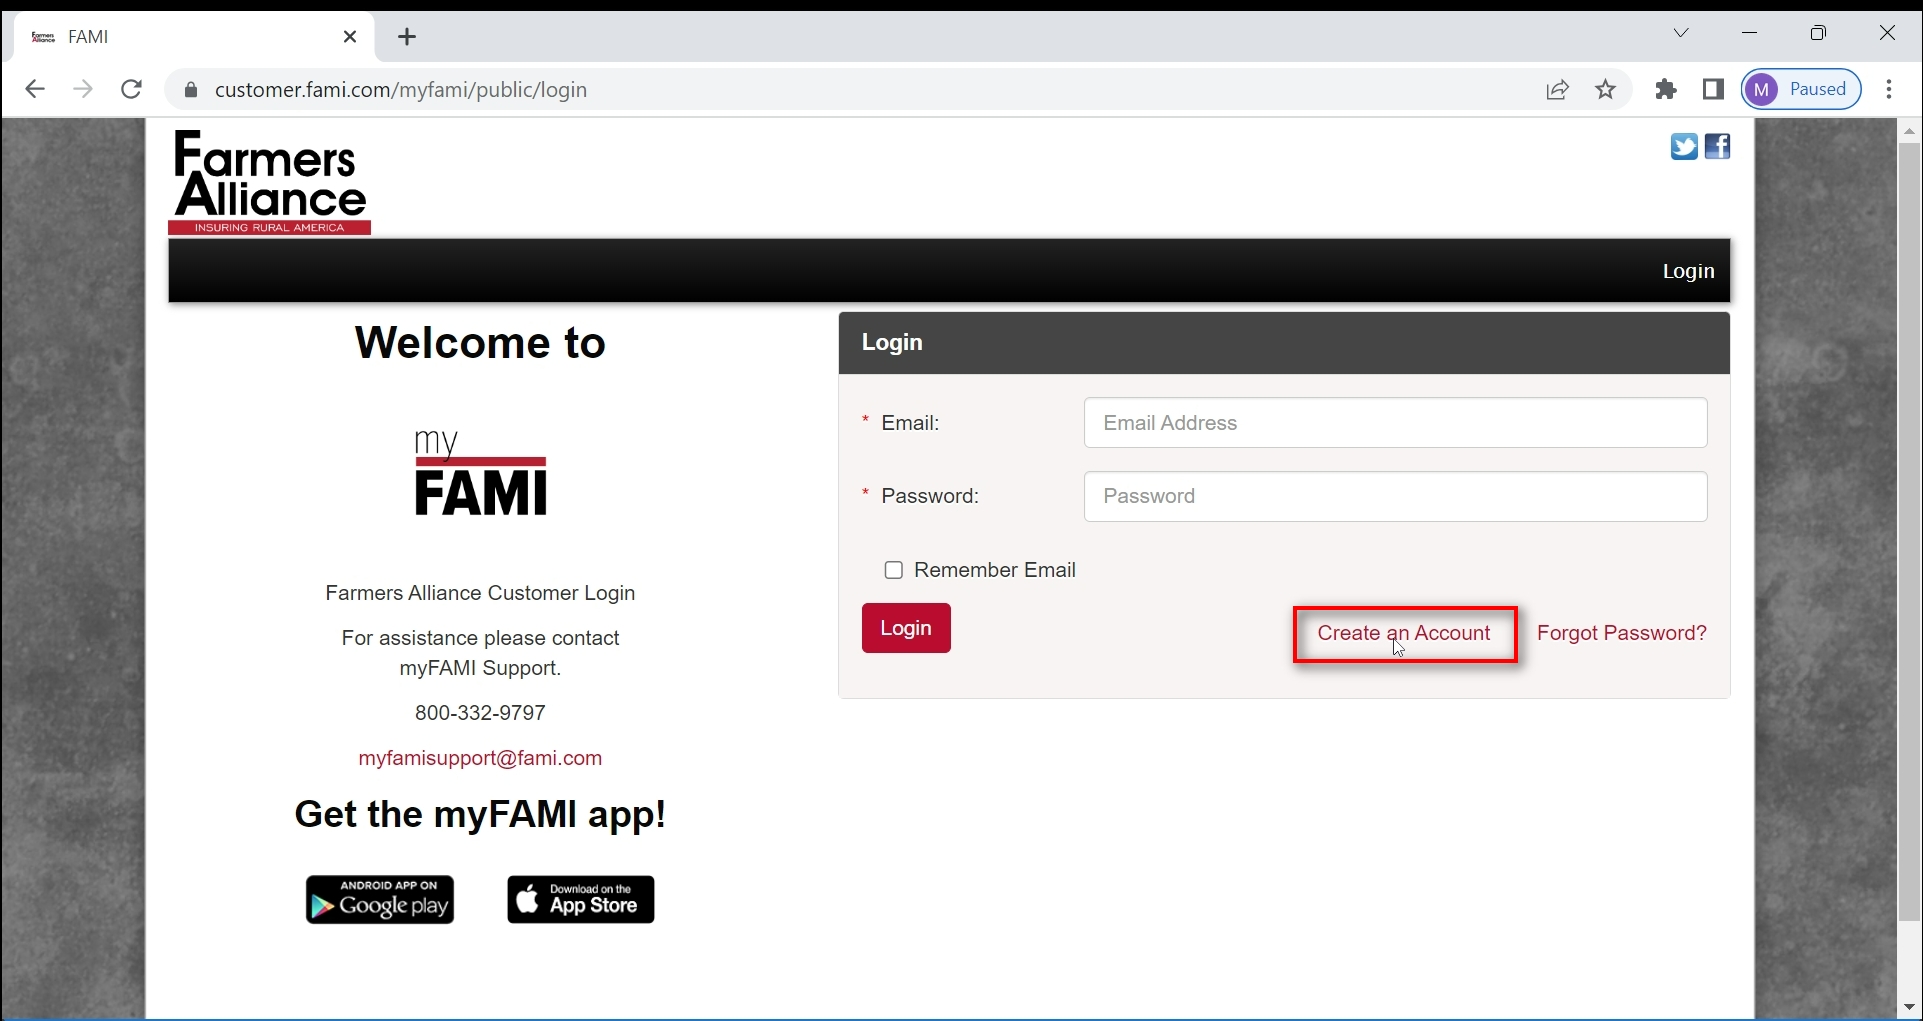 Farmers
Alliance
FAMI
customer.fami.com/myfami/public/login
M
Paused
Farmers
Alliance
INSURING RURAL AMERICA
Login
Welcome to
my
FAMI
Farmers Alliance Customer Login
For assistance please contact
myFAMI Support.
800-332-9797
myfamisupport@fami.com
Get the myFAMI app!
ANDROID APP ON
Google play
Download on the
App Store
Login
* Email:
Email Address
* Password:
Password
Remember Email
Login
Create an Account
Forgot Password?